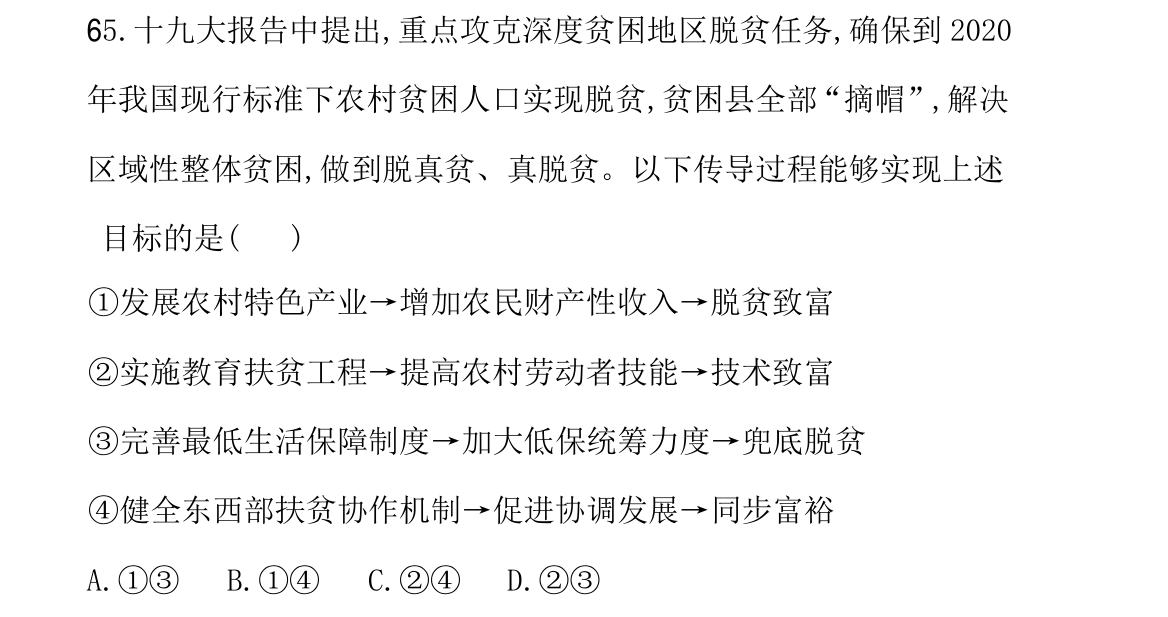 65.十九大报告中提出,重点攻克深度贫困地区脱贫任务,确保到 2020
年我国现行标准下农村贫困人口实现脱贫,贫困县全部“摘帽”,解决
区域性整体贫困,做到脱真贫、真脱贫。以下传导过程能够实现上述
目标的是(  )
①发展农村特色产业→增加农民财产性收入→脱贫致富
②实施教育扶贫工程→提高农村劳动者技能→技术致富
③完善最低生活保障制度→加大低保统筹力度→兜底脱贫
④健全东西部扶贫协作机制→促进协调发展→同步富裕
A.①③  B.①④  C.②④  D.②③